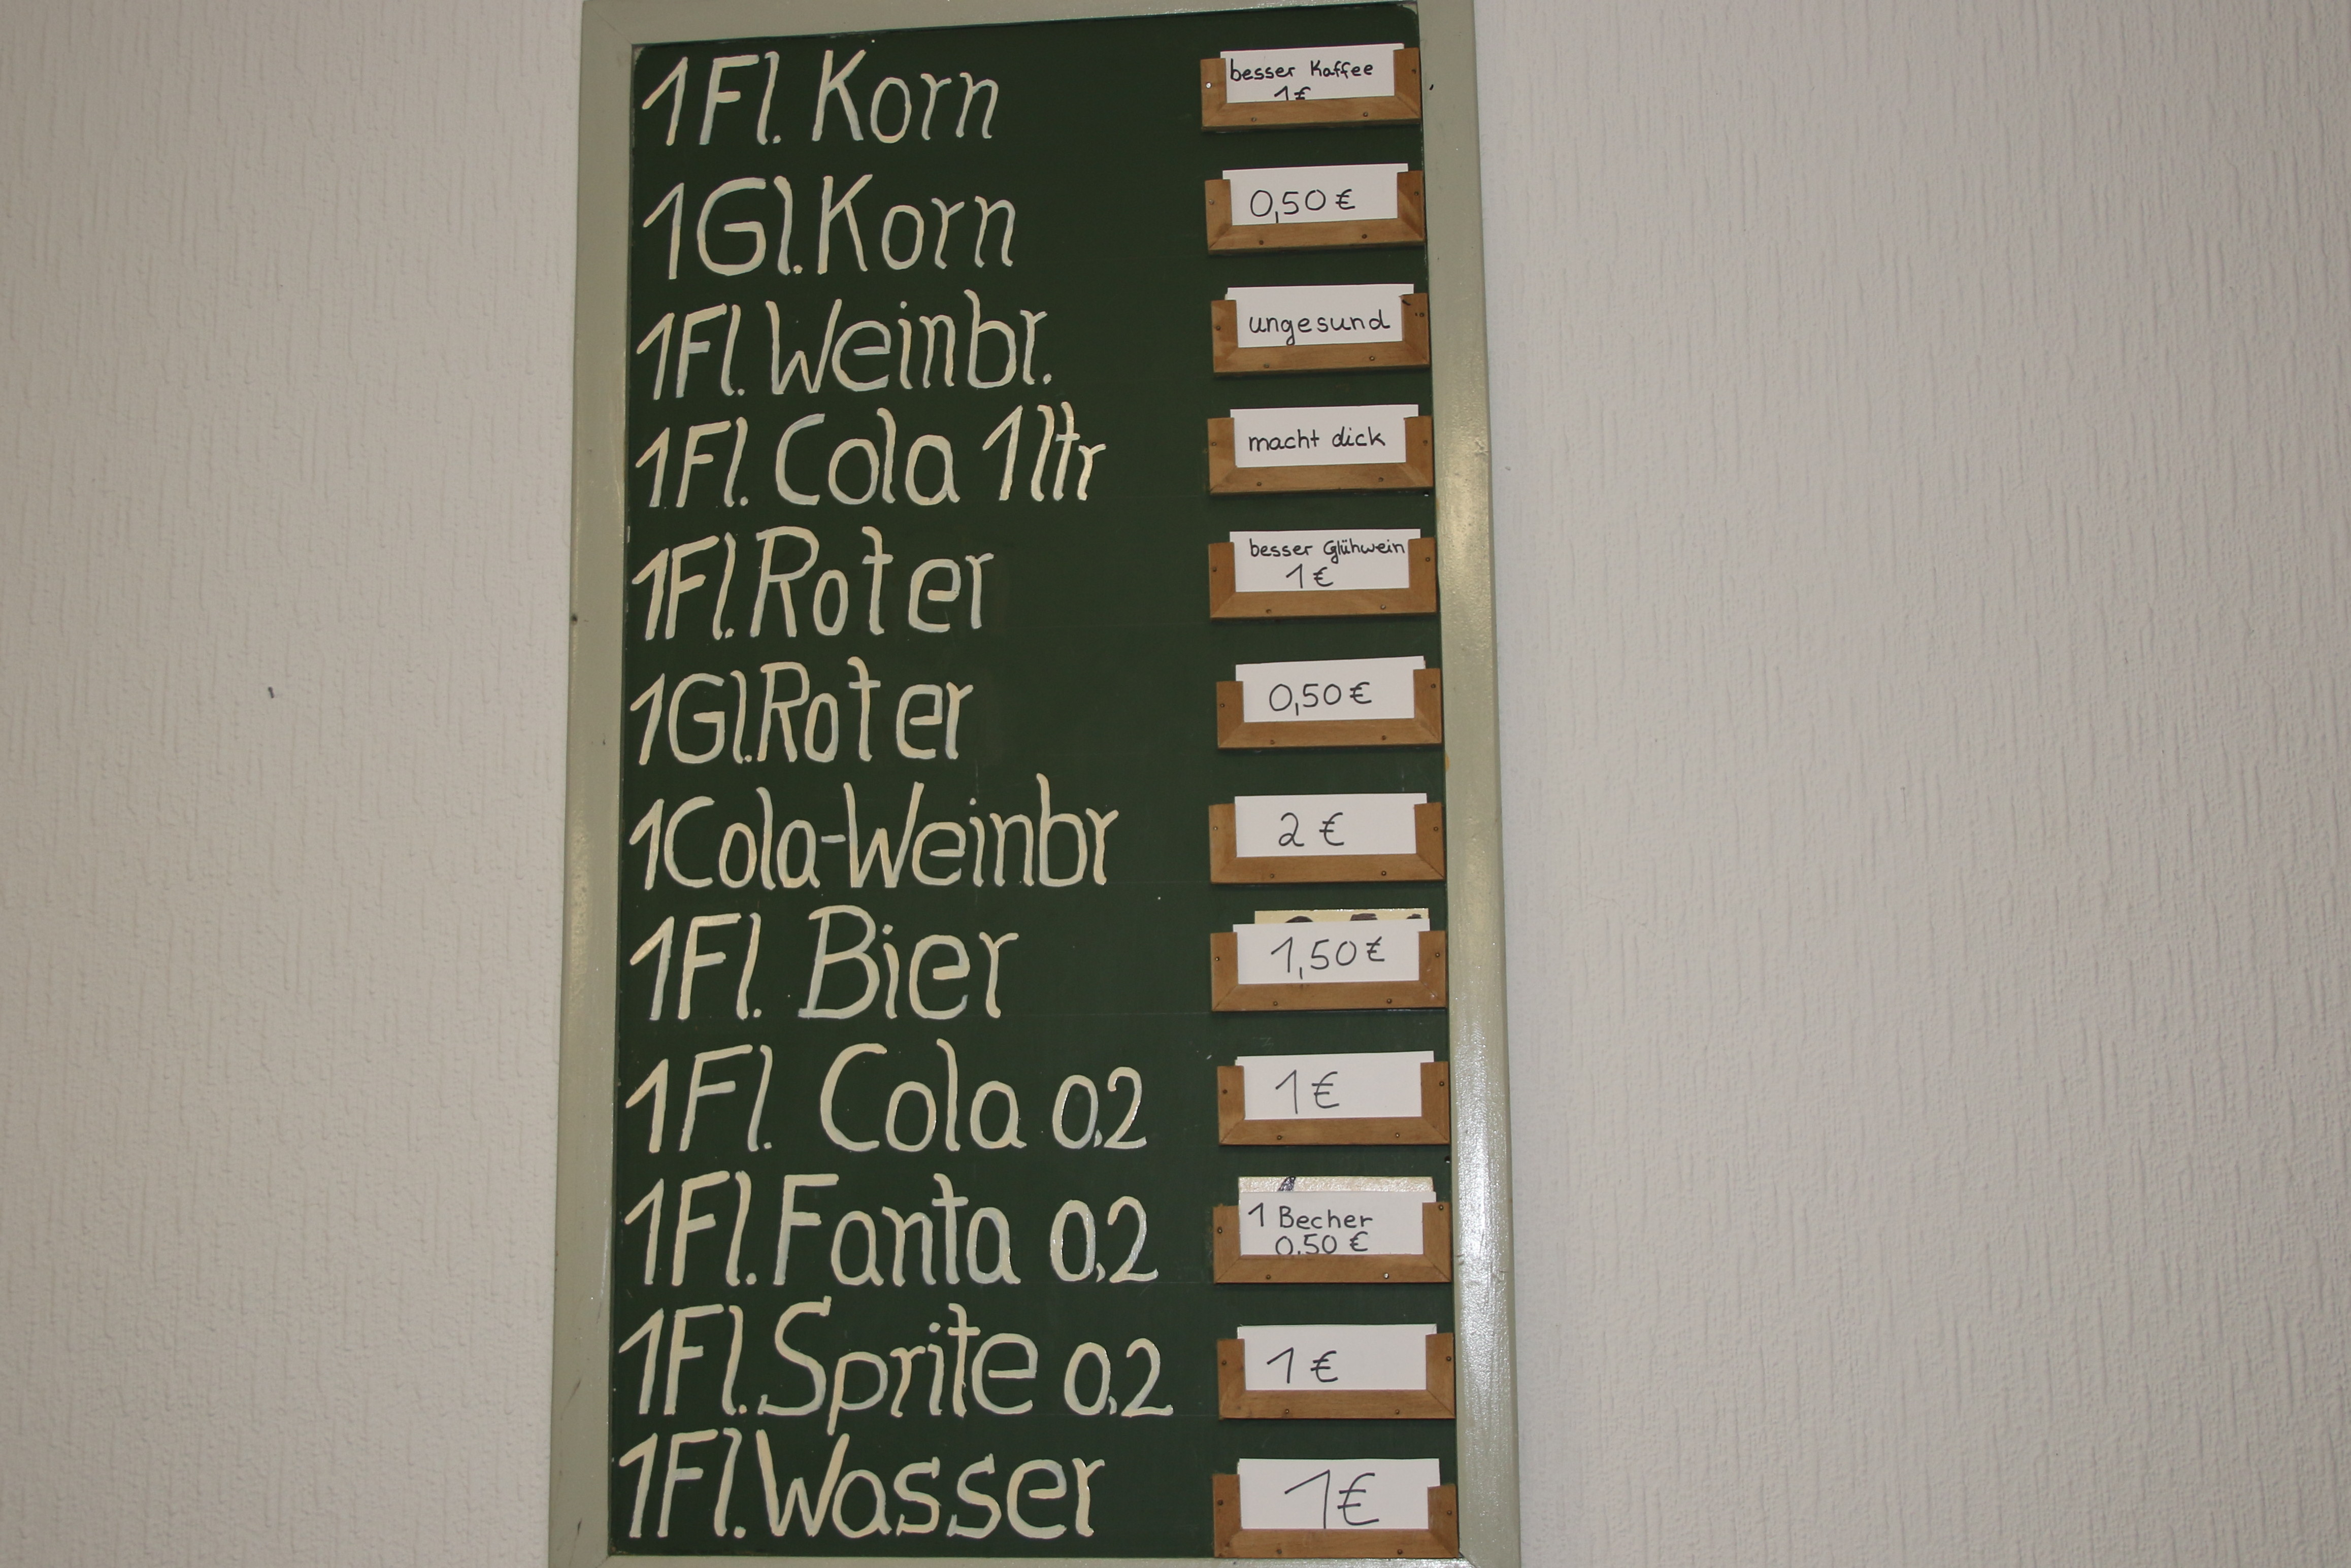 1 Fl. Korn besser Kaffee
1 €
1 Gl. Korn 0,50 €
1 Fl. Weinbr. ungesund
1 Fl. Cola 1 ltr macht dick
1 Fl. Roter besser Glühwein
1 €
1 Gl. Roter 0,50 €
1 Cola-Weinbr 2 €
1 Fl. Bier 1,50 €
1 Fl. Cola 0,2 1 €
1 Fl. Fanta 0,2 1 Becher
0,50 €
1 Fl. Sprite 0,2 1 €
1 Fl. Wasser 1 €